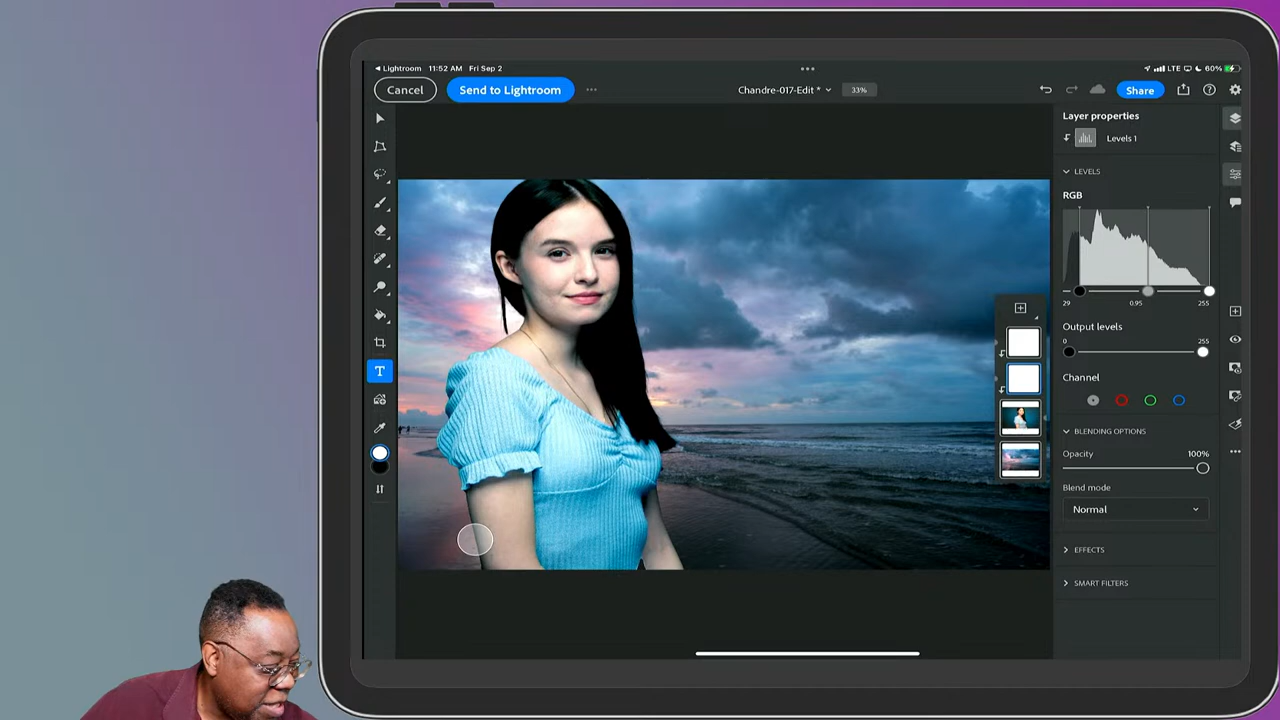 ◀ Lightroom 11:52 AM Fri Sep 2
LTE 60%
Cancel Send to Lightroom Chandre-017-Edit * 33% Share
Layer properties
Levels 1
LEVELS
RGB
29 0.95 255
Output levels
0 255
Channel
BLENDING OPTIONS
Opacity 100%
Blend mode
Normal
EFFECTS
SMART FILTERS
T